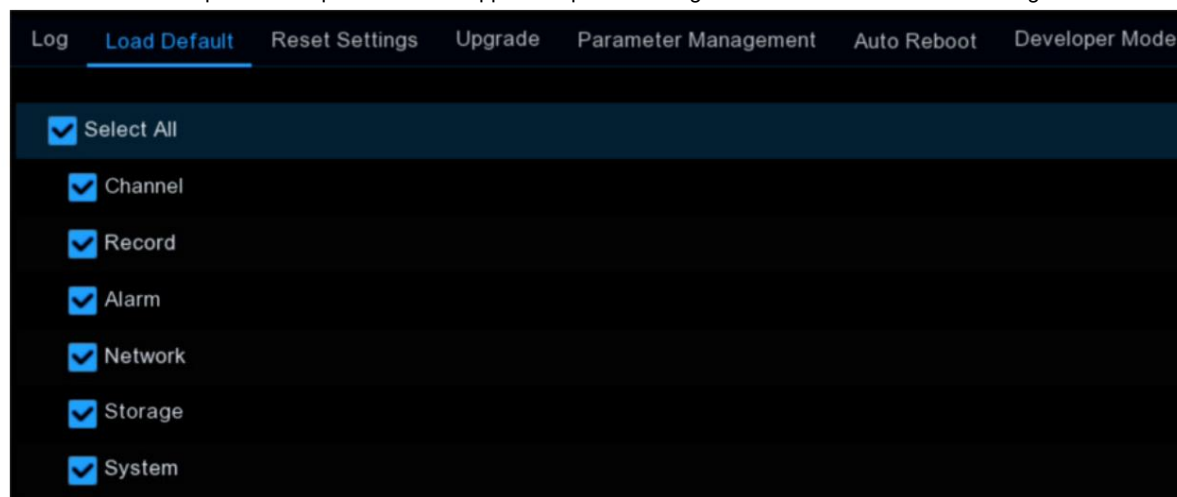 Log Load Default Reset Settings Upgrade Parameter Management Auto Reboot Developer Mode
Select All
Channel
Record
Alarm
Network
Storage
System